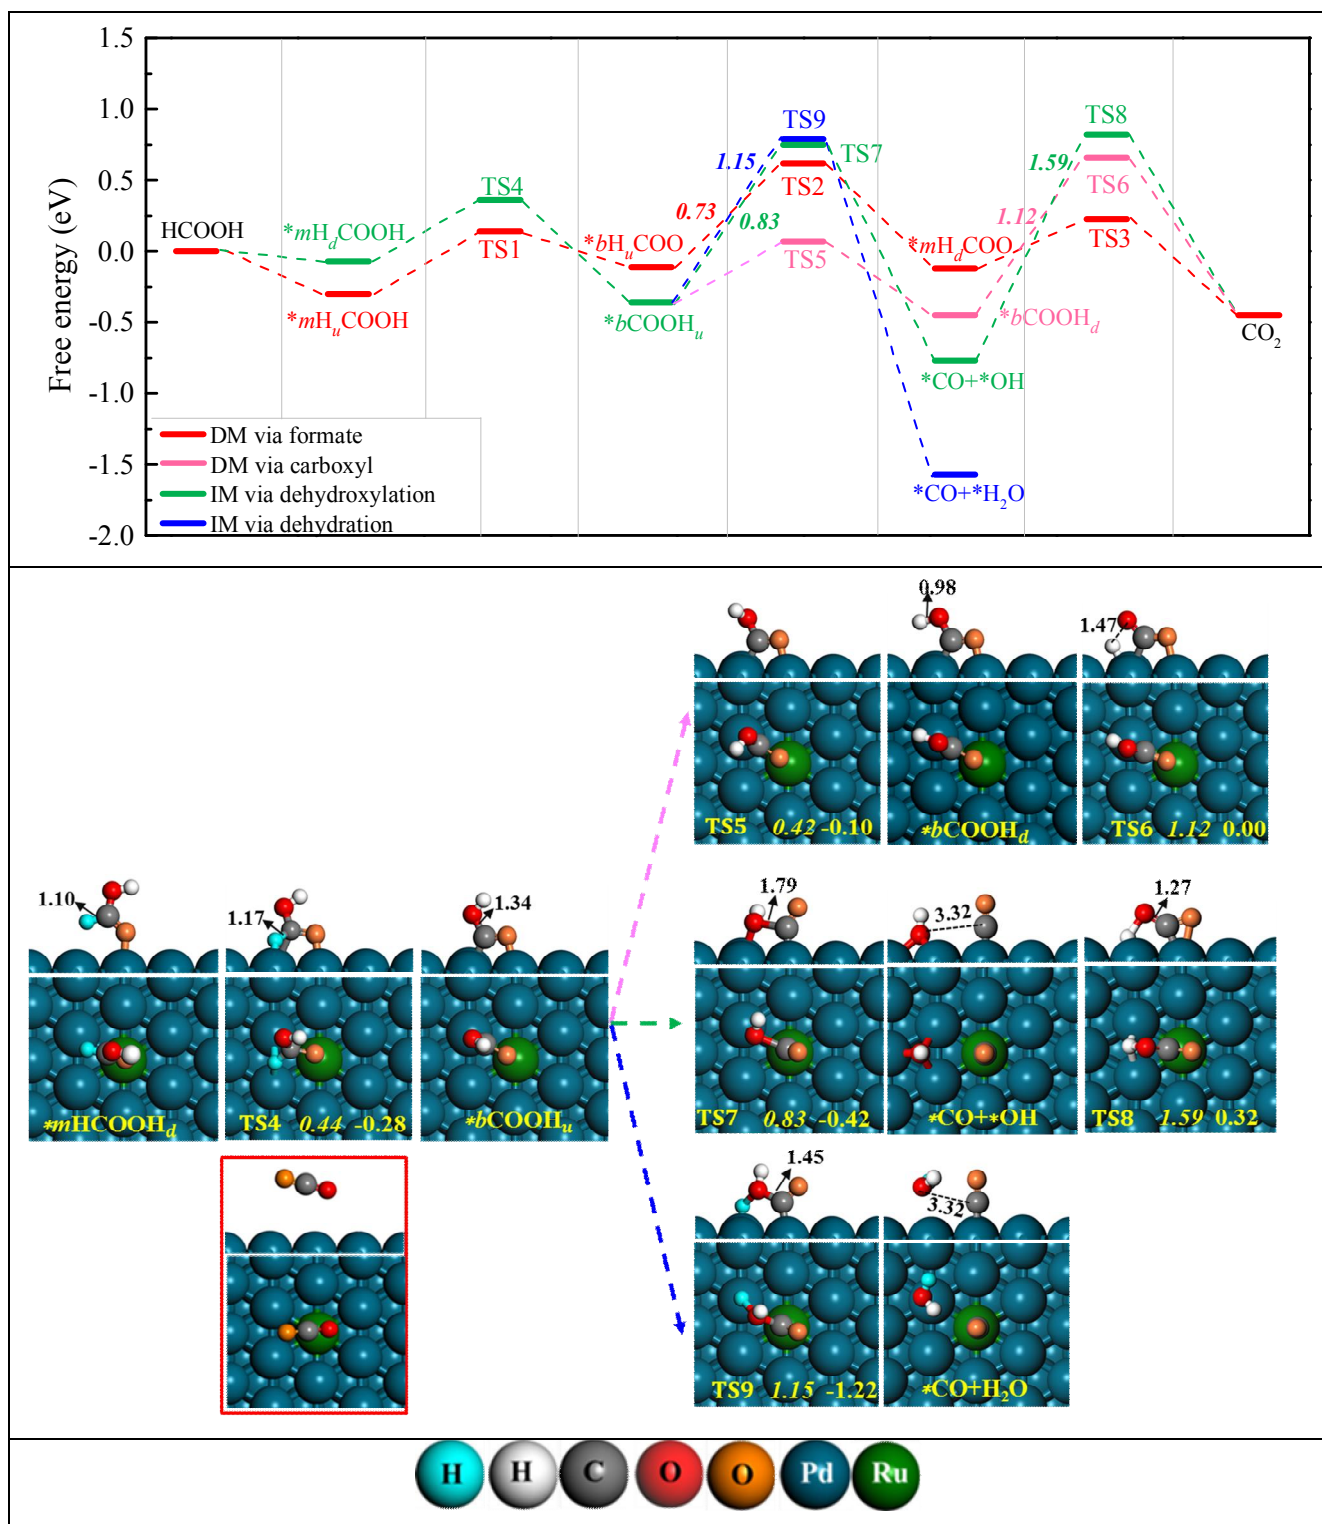 1.5
1.0
0.5
0.0
-0.5
-1.0
-1.5
-2.0
Free energy (eV)
HCOOH
*mHdCOOH
*mHuCOOH
TS4
TS1
*bHuCOO
*bCOOHu
0.73
1.15
0.83
TS9
TS7
TS2
TS5
*mHdCOO
*bCOOHd
*CO+*OH
*CO+*H2O
1.12
1.59
TS8
TS6
TS3
CO2
DM via formate
DM via carboxyl
IM via dehydroxylation
IM via dehydration
0.98
1.47
TS5 0.42 -0.10
*bCOOHd
TS6 1.12 0.00
1.10
1.17
1.34
*mHCOOHd
TS4 0.44 -0.28
*bCOOHu
1.79
3.32
1.27
TS7 0.83 -0.42
*CO+*OH
TS8 1.59 0.32
1.45
3.32
TS9 1.15 -1.22
*CO+H2O
H H C O O Pd Ru